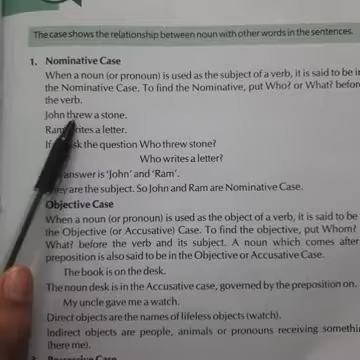 The case shows the relationship between noun with other words in the sentences.
1. Nominative Case
When a noun (or pronoun) is used as the subject of a verb, it is said to be in
the Nominative Case. To find the Nominative, put Who? or What? before
the verb.
John threw a stone.
Ram writes a letter.
If ask the question Who threw stone?
Who writes a letter?
answer is 'John' and 'Ram'.
They are the subject. So John and Ram are Nominative Case.
Objective Case
When a noun (or pronoun) is used as the object of a verb, it is said to be
the Objective (or Accusative) Case. To find the objective, put Whom?
What? before the verb and its subject. A noun which comes after
preposition is also said to be in the Objective or Accusative Case.
The book is on the desk.
The noun desk is in the Accusative case, governed by the preposition on.
My uncle gave me a watch.
Direct objects are the names of lifeless objects (watch).
Indirect objects are people, animals or pronouns receiving
(here me).
Possessive Case